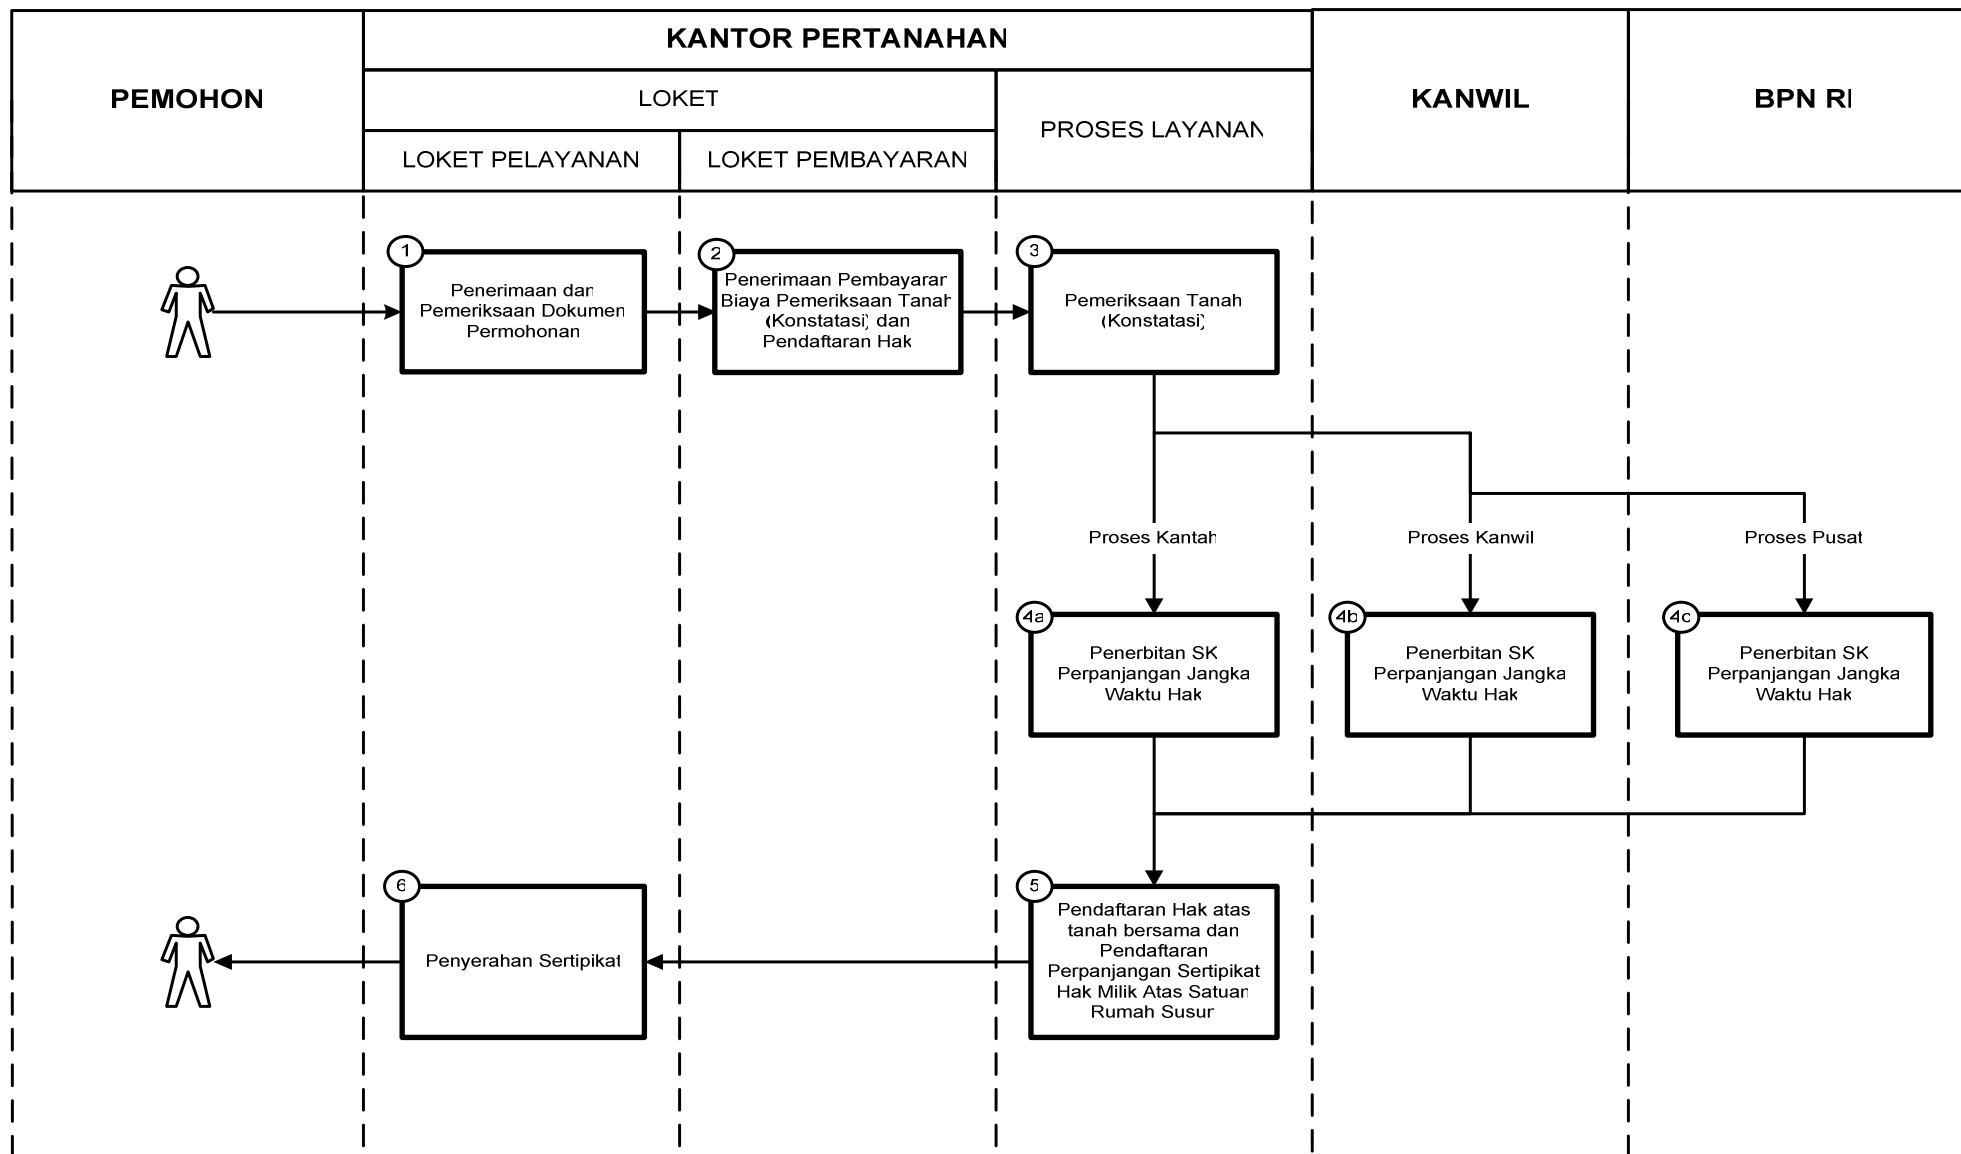 KANTOR PERTANAHAN
PEMOHON
LOKET
KANWIL
BPN RI
PROSES LAYANAN
LOKET PELAYANAN
LOKET PEMBAYARAN
1
Penerimaan dan
Pemeriksaan Dokumen
Permohonan
2
Penerimaan Pembayaran
Biaya Pemeriksaan Tanah
(Konstatasi) dan
Pendaftaran Hak
3
Pemeriksaan Tanah
(Konstatasi)
Proses Kantah
Proses Kanwil
Proses Pusat
4a
Penerbitan SK
Perpanjangan Jangka
Waktu Hak
4b
Penerbitan SK
Perpanjangan Jangka
Waktu Hak
4c
Penerbitan SK
Perpanjangan Jangka
Waktu Hak
6
Penyerahan Sertipikat
5
Pendaftaran Hak atas
tanah bersama dan
Pendaftaran
Perpanjangan Sertipikat
Hak Milik Atas Satuan
Rumah Susun